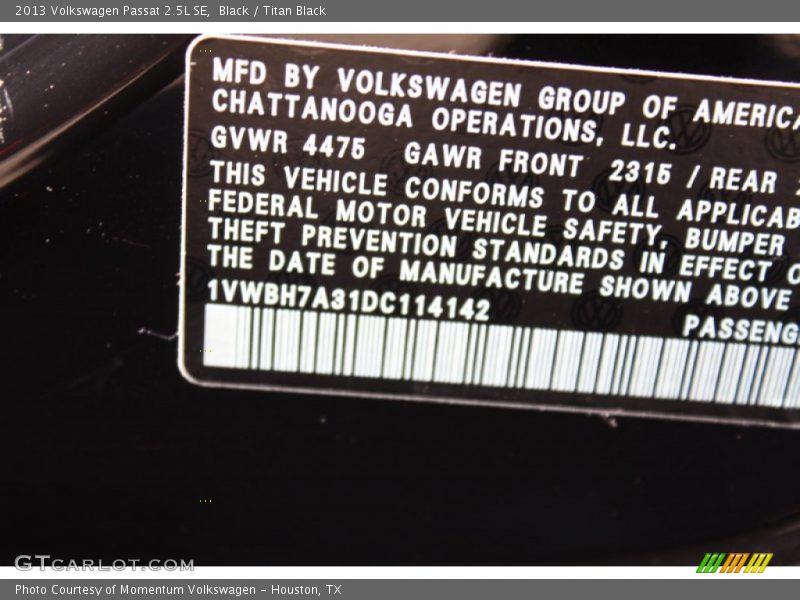 2013 Volkswagen Passat 2.5L SE, Black / Titan Black
MFD BY VOLKSWAGEN GROUP OF AMERICA
CHATTANOOGA OPERATIONS, LLC.
GVWR 4475 GAWR FRONT 2315 / REAR
THIS VEHICLE CONFORMS TO ALL APPLICAB
FEDERAL MOTOR VEHICLE SAFETY, BUMPER
THEFT PREVENTION STANDARDS IN EFFECT O
THE DATE OF MANUFACTURE SHOWN ABOVE
1VWBH7A31DC114142
PASSENG
GTCARLOT.COM
Photo Courtesy of Momentum Volkswagen - Houston, TX